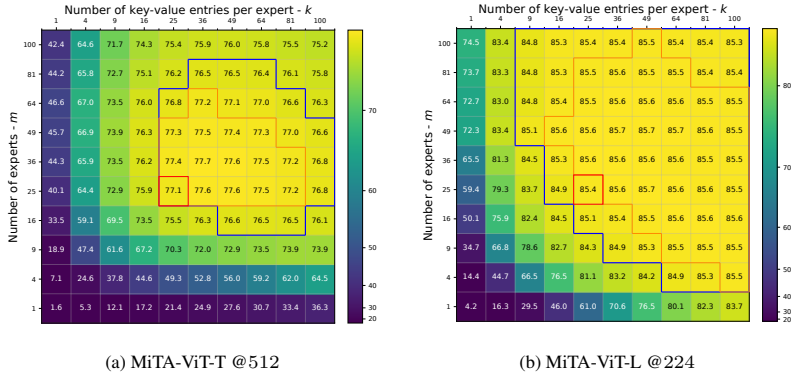 Number of key-value entries per expert - k
1 4 9 16 25 36 49 64 81 100
Number of experts - m
100 42.4 64.6 71.7 74.3 75.4 75.9 76.0 75.8 75.5 75.2
81 44.2 65.8 72.7 75.1 76.2 76.5 76.5 76.4 76.1 75.8
64 46.6 67.0 73.5 76.0 76.8 77.2 77.1 77.0 76.6 76.3
49 45.7 66.9 73.9 76.3 77.3 77.5 77.4 77.3 77.0 76.6
36 44.3 65.9 73.5 76.2 77.4 77.7 77.6 77.5 77.2 76.8
25 40.1 64.4 72.9 75.9 77.1 77.6 77.6 77.5 77.2 76.8
16 33.5 59.1 69.5 73.5 75.5 76.3 76.6 76.5 76.5 76.1
9 18.9 47.4 61.6 67.2 70.3 72.0 72.9 73.5 73.9 73.9
4 7.1 24.6 37.8 44.6 49.3 52.8 56.0 59.2 62.0 64.5
1 1.6 5.3 12.1 17.2 21.4 24.9 27.6 30.7 33.4 36.3
70
60
50
40
30
20
(a) MiTA-ViT-T @512
Number of key-value entries per expert - k
1 4 9 16 25 36 49 64 81 100
Number of experts - m
100 74.5 83.4 84.8 85.3 85.4 85.4 85.5 85.5 85.4 85.3
81 73.7 83.3 84.8 85.3 85.5 85.6 85.5 85.5 85.4 85.4
64 72.7 83.0 84.8 85.4 85.5 85.6 85.6 85.6 85.5 85.5
49 72.3 83.4 85.1 85.6 85.6 85.6 85.7 85.6 85.5 85.5
36 65.5 81.3 84.5 85.3 85.6 85.6 85.6 85.6 85.5 85.5
25 59.4 79.3 83.7 84.9 85.4 85.6 85.7 85.6 85.5 85.5
16 50.1 75.9 82.4 84.5 85.1 85.4 85.6 85.6 85.6 85.6
9 34.7 66.8 78.6 82.7 84.3 84.9 85.3 85.5 85.5 85.5
4 14.4 44.7 66.5 76.5 81.1 83.2 84.2 84.9 85.3 85.5
1 4.2 16.3 29.5 46.0 61.0 70.6 76.5 80.1 82.3 83.7
80
70
60
50
40
30
20
(b) MiTA-ViT-L @224